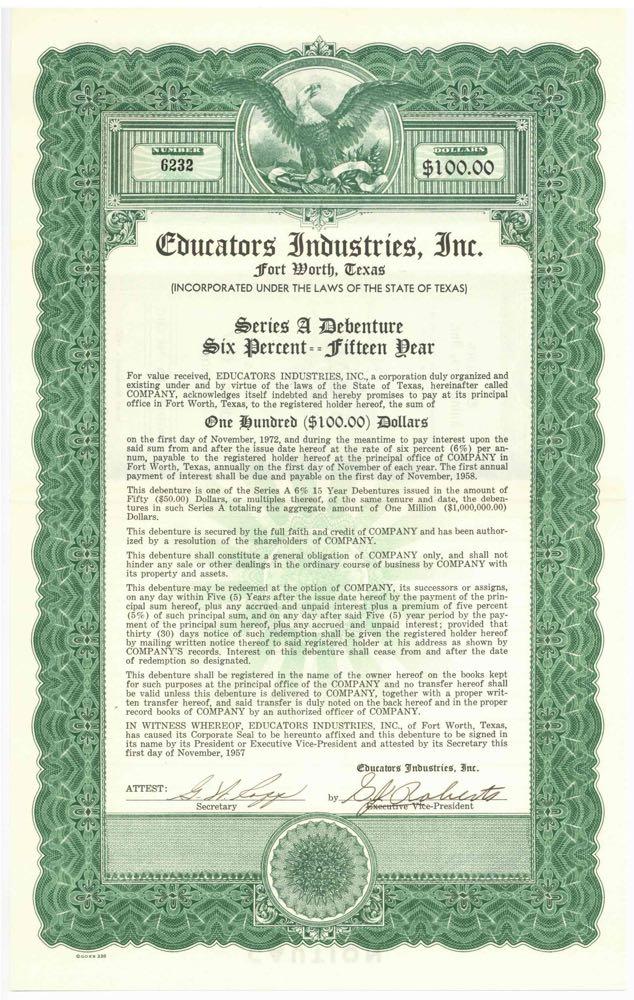 NUMBER
6232
DOLLARS
$100.00
Educators Industries, Inc.
Fort Worth, Texas
(INCORPORATED UNDER THE LAWS OF THE STATE OF TEXAS)
Series A Debenture
Six Percent--Fifteen Year
For value received, EDUCATORS INDUSTRIES, INC., a corporation duly organized and
existing under and by virtue of the laws of the State of Texas, hereinafter called
COMPANY, acknowledges itself indebted and hereby promises to pay at its principal
office in Fort Worth, Texas, to the registered holder hereof, the sum of
One Hundred ($100.00) Dollars
on the first day of November, 1972, and during the meantime to pay interest upon the
said sum from and after the issue date hereof at the rate of six percent (6%) per an-
num, payable to the registered holder hereof at the principal office of COMPANY in
Fort Worth, Texas, annually on the first day of November of each year. The first annual
payment of interest shall be due and payable on the first day of November, 1958.
This debenture is one of the Series A 6% 15 Year Debentures issued in the amount of
Fifty ($50.00) Dollars, or multiples thereof, of the same tenure and date, the deben-
tures in such Series A totaling the aggregate amount of One Million ($1,000,000.00)
Dollars.
This debenture is secured by the full faith and credit of COMPANY and has been author-
ized by a resolution of the shareholders of COMPANY.
This debenture shall constitute a general obligation of COMPANY only, and shall not
hinder any sale or other dealings in the ordinary course of business by COMPANY with
its property and assets.
This debenture may be redeemed at the option of COMPANY, its successors or assigns,
on any day within Five (5) Years after the issue date hereof by the payment of the prin-
cipal sum hereof, plus any accrued and unpaid interest plus a premium of five percent
(5%) of such principal sum, and on any day after said Five (5) year period by the pay-
ment of the principal sum hereof, plus any accrued and unpaid interest; provided that
thirty (30) days notice of such redemption shall be given the registered holder hereof
by mailing written notice thereof to said registered holder at his address as shown by
COMPANY'S records. Interest on this debenture shall cease from and after the date
of redemption so designated.
This debenture shall be registered in the name of the owner hereof on the books kept
for such purposes at the principal office of the COMPANY and no transfer hereof shall
be valid unless this debenture is delivered to COMPANY, together with a proper writ-
ten transfer hereof, and said transfer is duly noted on the back hereof and in the proper
record books of COMPANY by an authorized officer of COMPANY.
IN WITNESS WHEREOF, EDUCATORS INDUSTRIES, INC., of Fort Worth, Texas,
has caused its Corporate Seal to be hereunto affixed and this debenture to be signed in
its name by its President or Executive Vice-President and attested by its Secretary this
first day of November, 1957
Educators Industries, Inc.
ATTEST:
by
Roberts
Secretary
Executive Vice-President